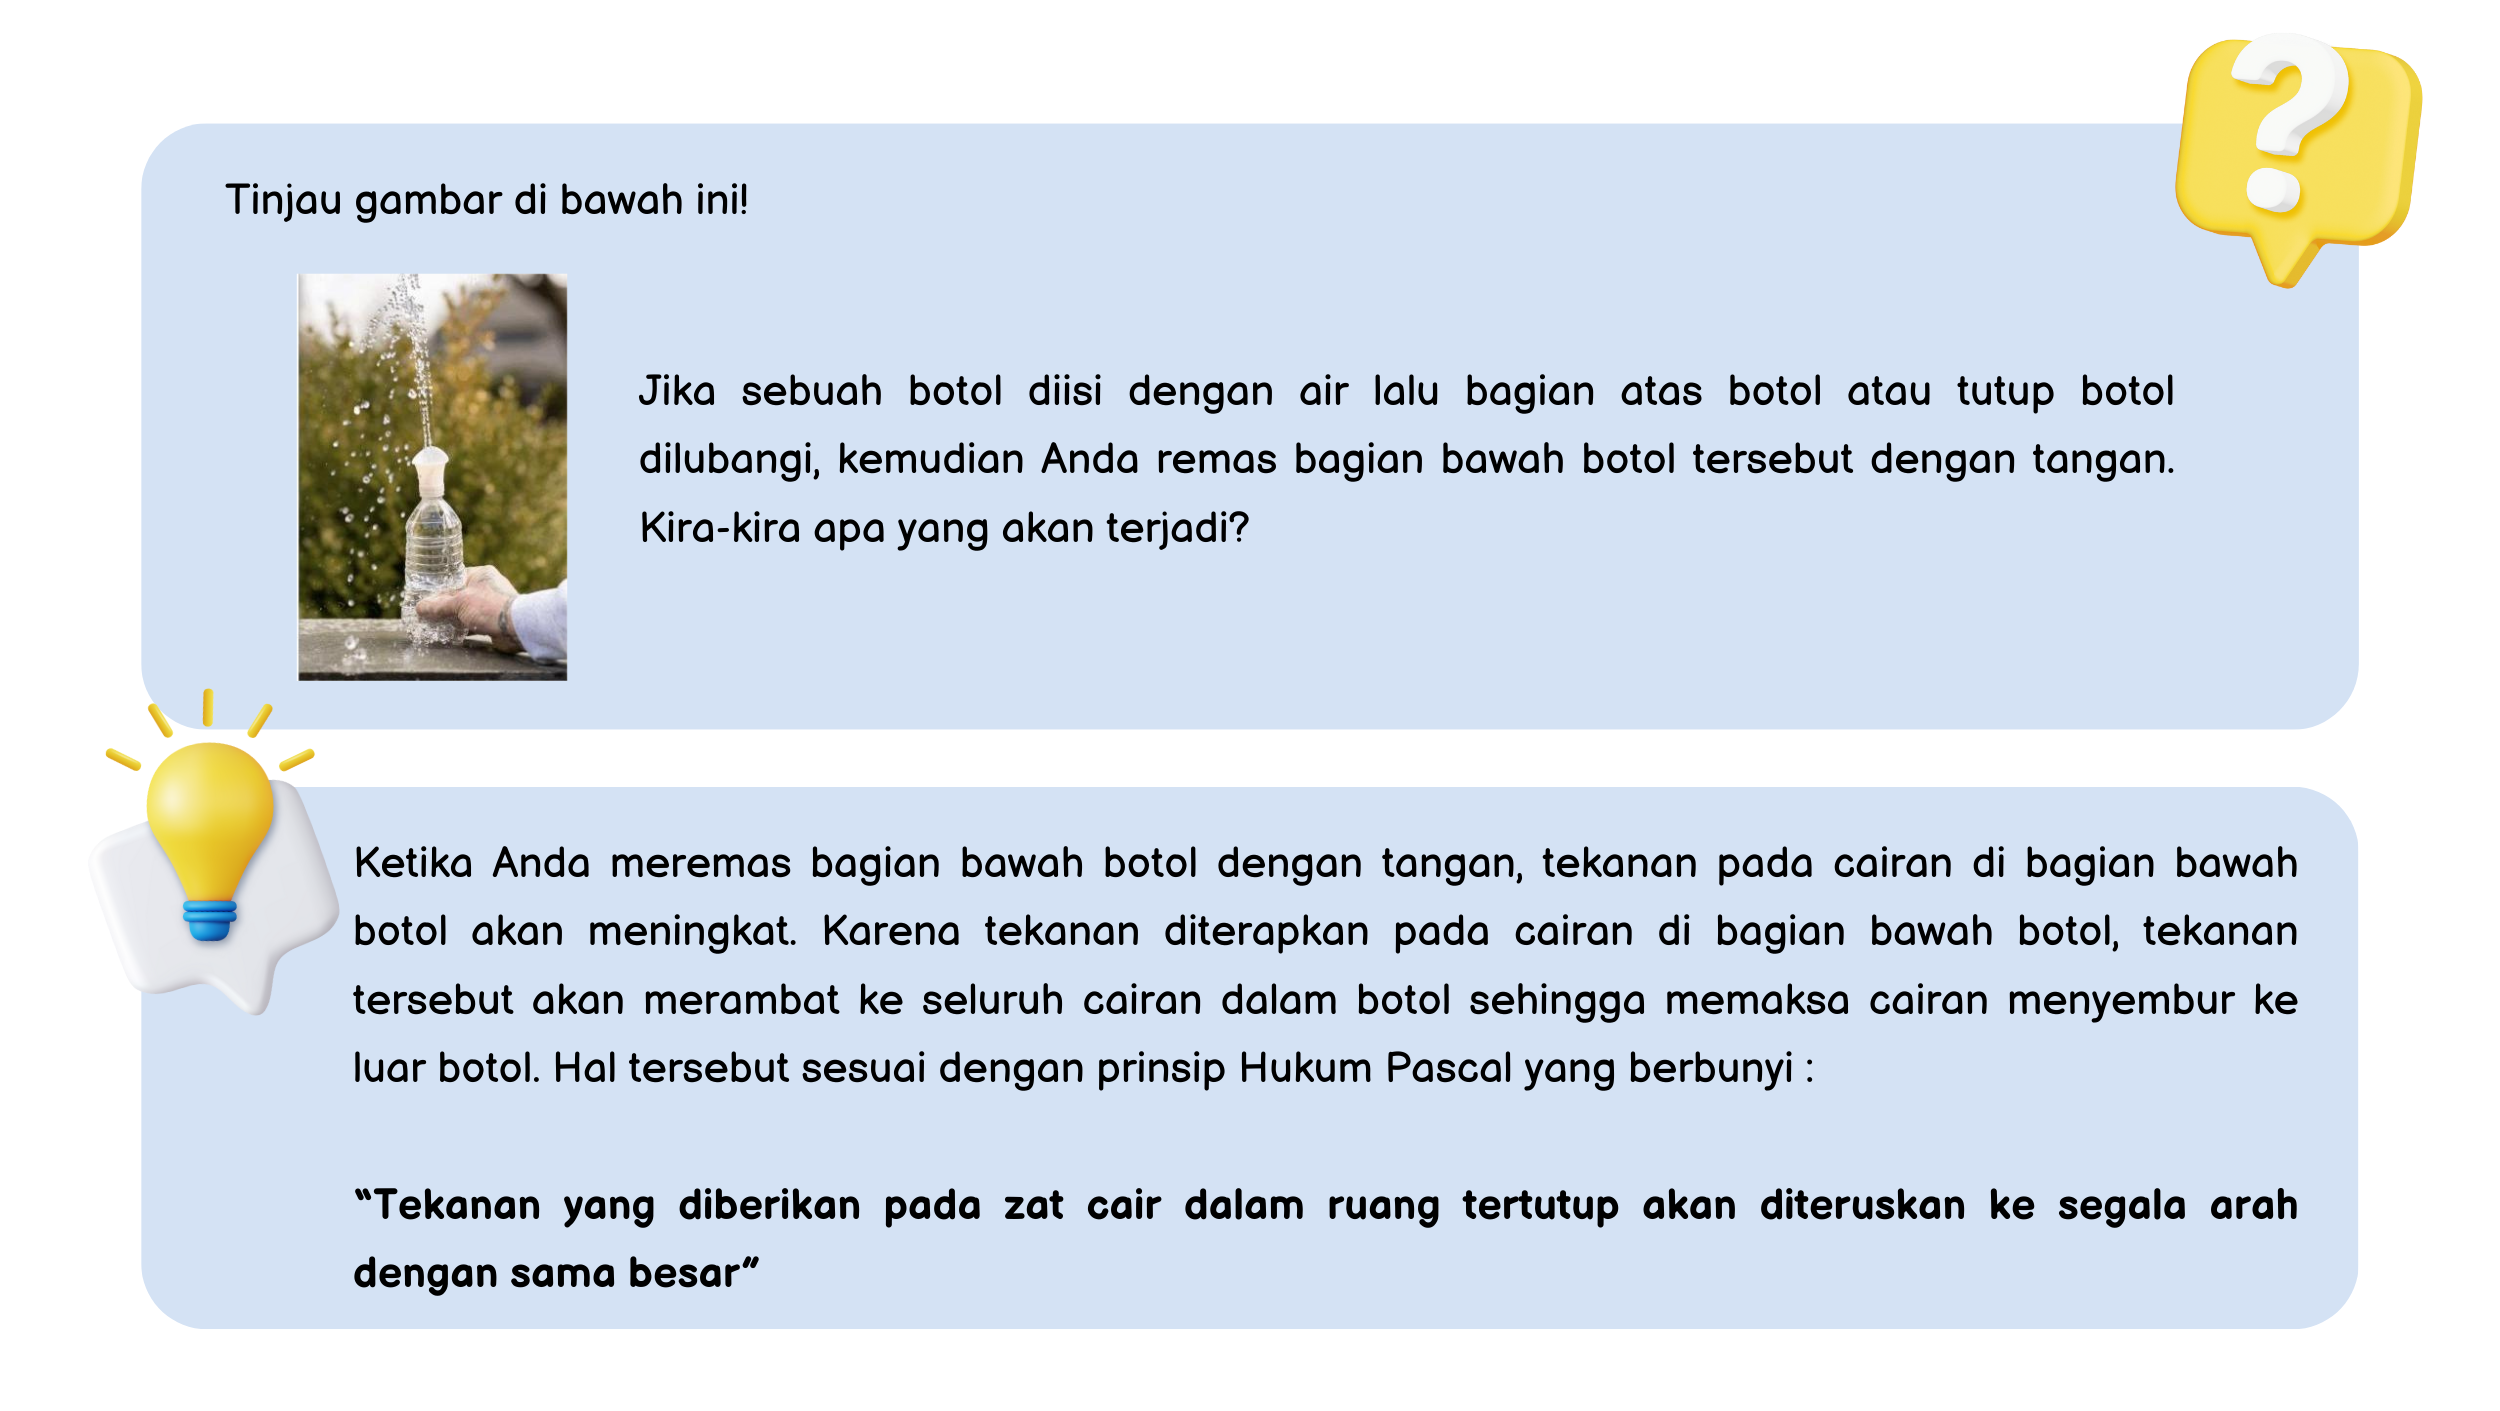 Tinjau gambar di bawah ini!
Jika sebuah botol diisi dengan air lalu bagian atas botol atau tutup botol
dilubangi, kemudian Anda remas bagian bawah botol tersebut dengan tangan.
Kira-kira apa yang akan terjadi?
Ketika Anda meremas bagian bawah botol dengan tangan, tekanan pada cairan di bagian bawah
botol akan meningkat. Karena tekanan diterapkan pada cairan di bagian bawah botol, tekanan
tersebut akan merambat ke seluruh cairan dalam botol sehingga memaksa cairan menyembur ke
luar botol. Hal tersebut sesuai dengan prinsip Hukum Pascal yang berbunyi :
“Tekanan yang diberikan pada zat cair dalam ruang tertutup akan diteruskan ke segala arah
dengan sama besar”